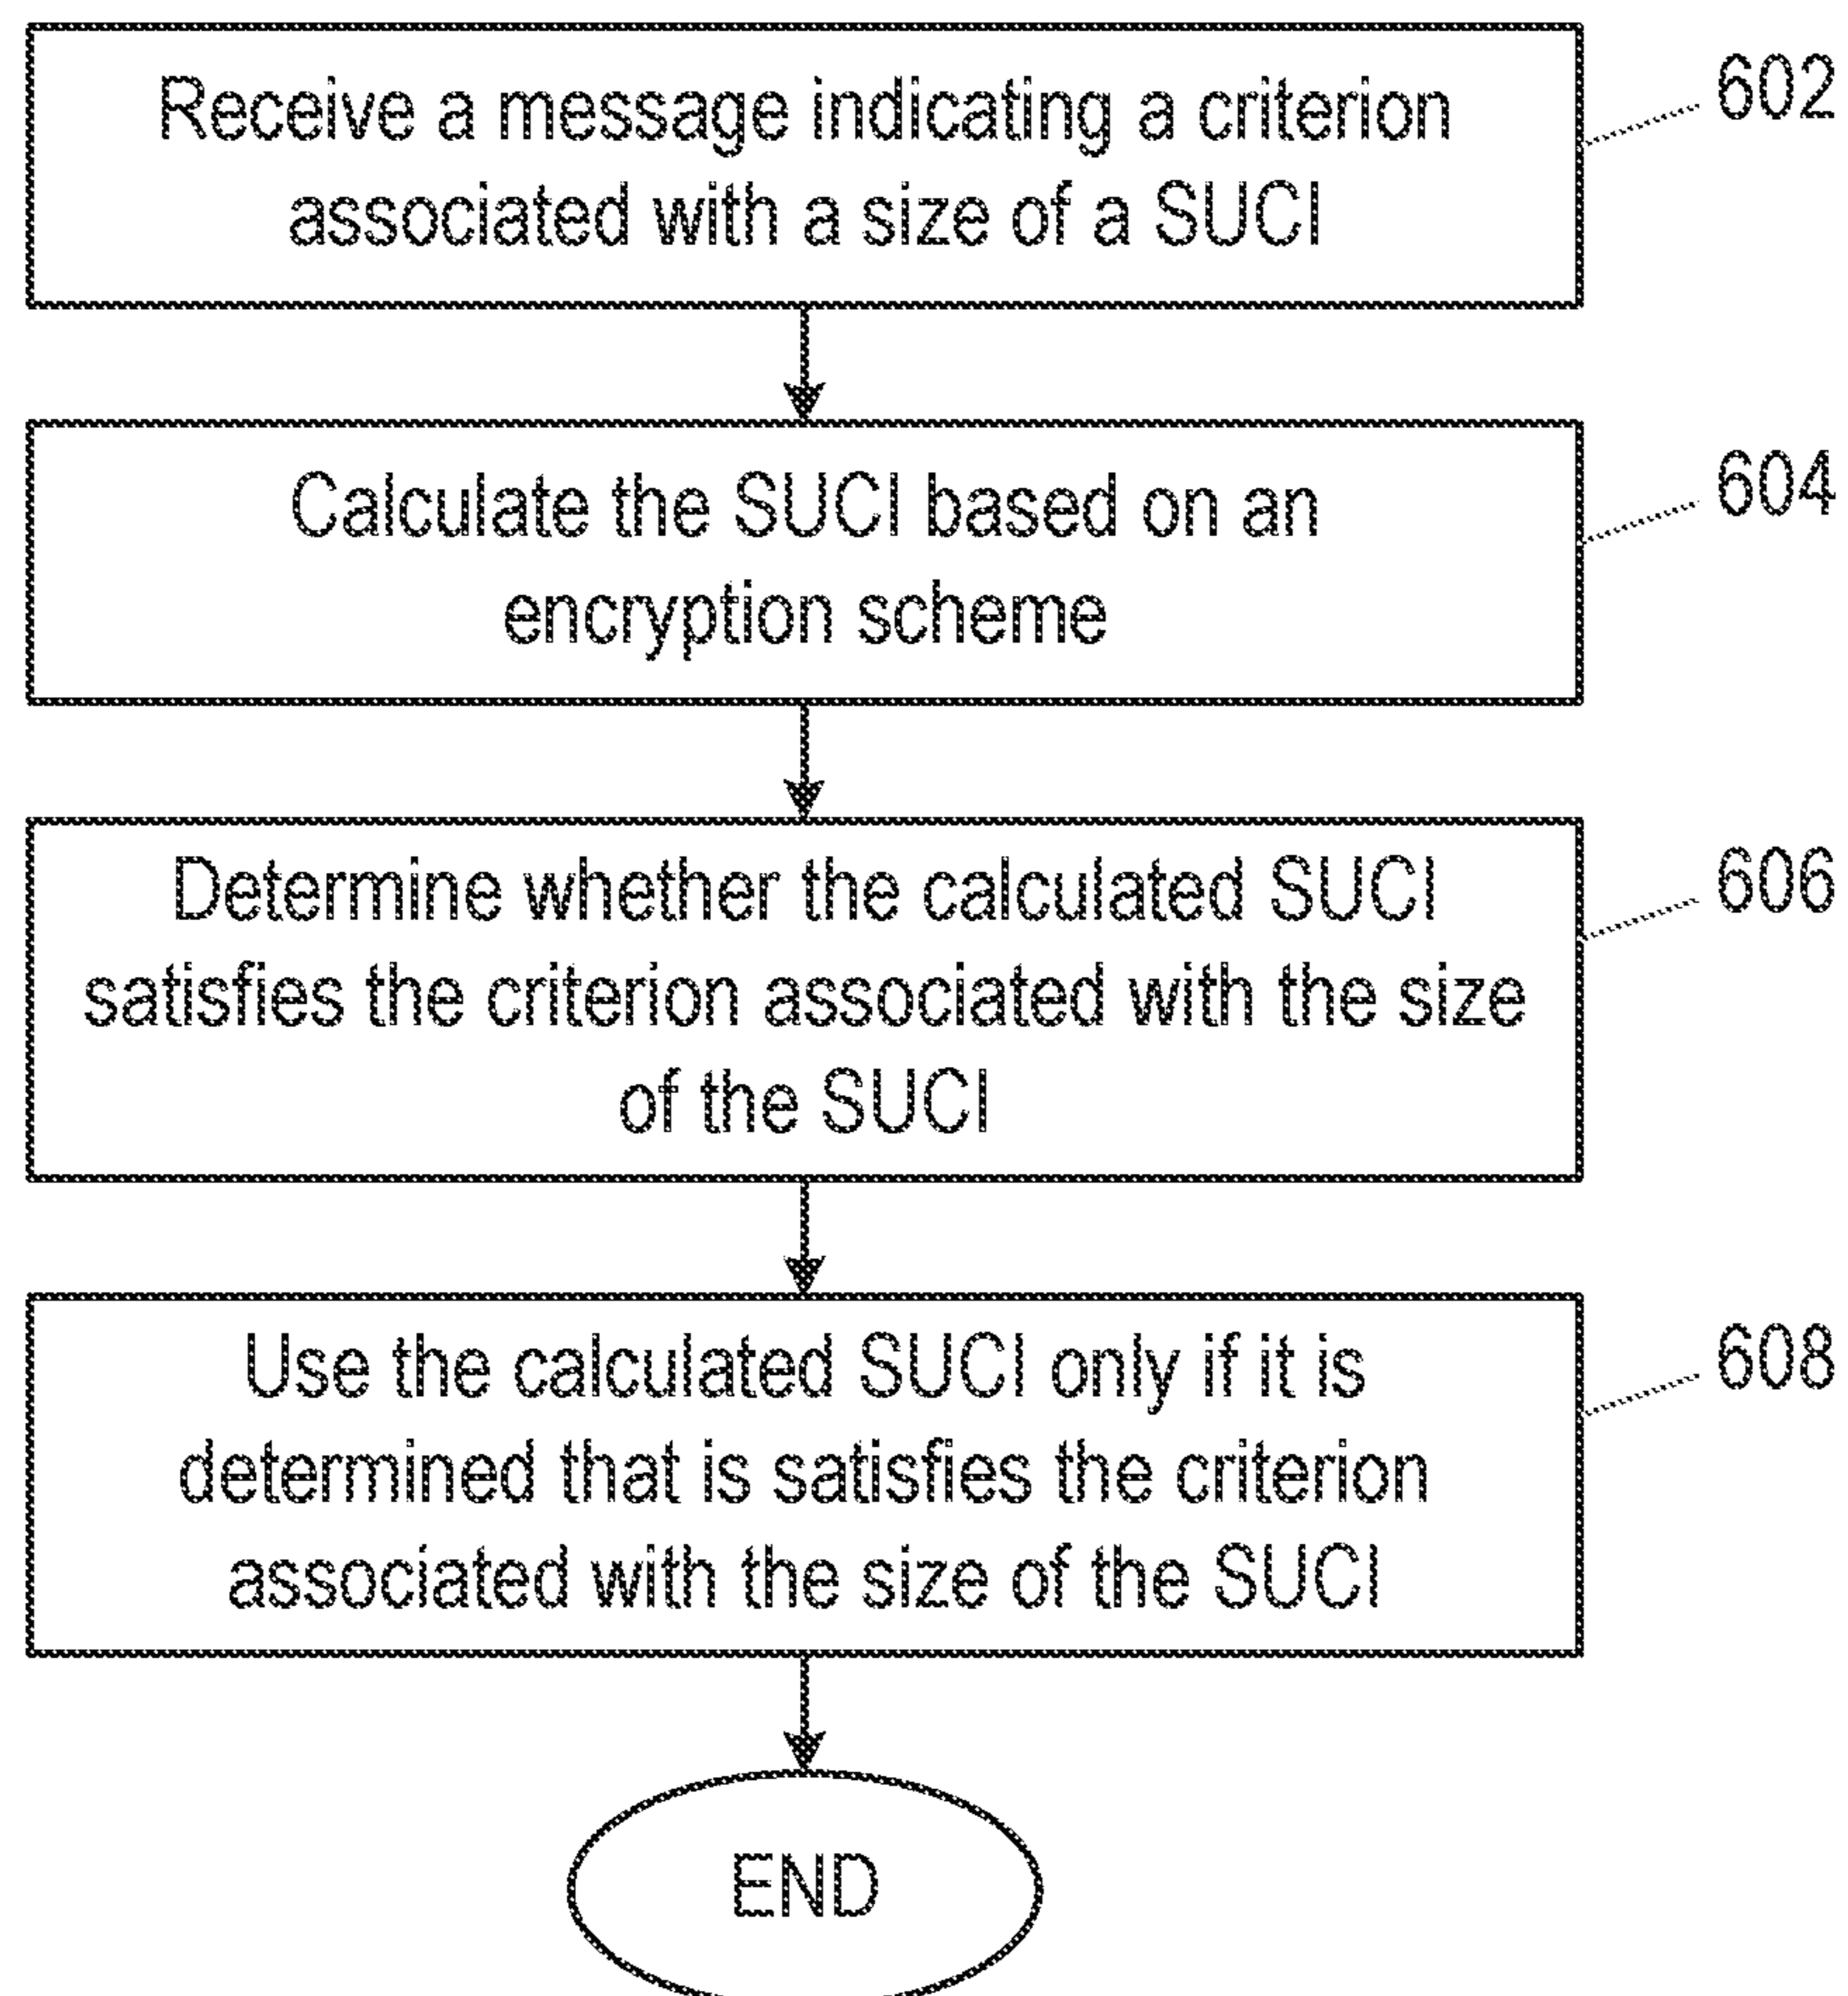 Receive a message indicating a criterion
associated with a size of a SUCI
602
Calculate the SUCI based on an
encryption scheme
604
Determine whether the calculated SUCI
satisfies the criterion associated with the size
of the SUCI
606
Use the calculated SUCI only if it is
determined that is satisfies the criterion
associated with the size of the SUCI
608
END